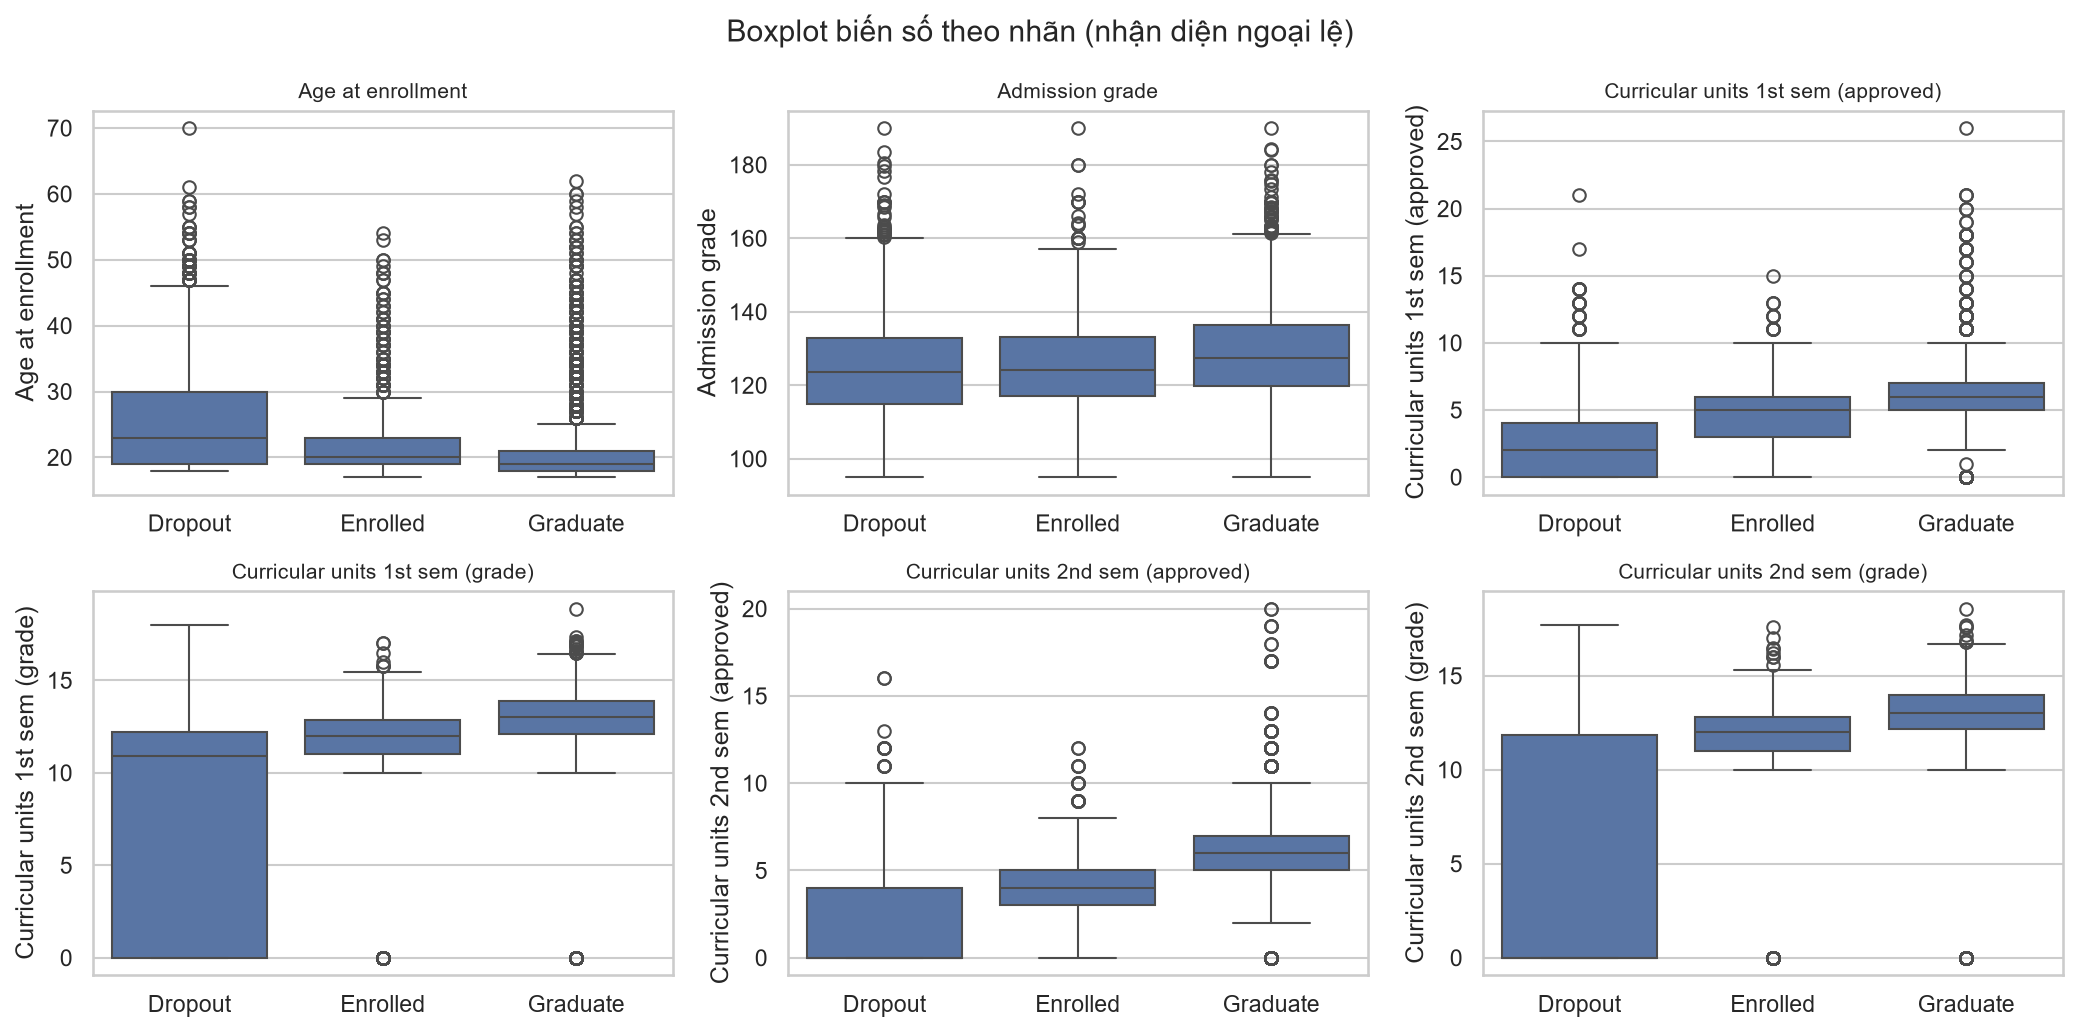 Boxplot biến số theo nhãn (nhận diện ngoại lệ)
Age at enrollment
Age at enrollment
70
60
50
40
30
20
Dropout Enrolled Graduate
Admission grade
Admission grade
180
160
140
120
100
Dropout Enrolled Graduate
Curricular units 1st sem (approved)
Curricular units 1st sem (approved)
25
20
15
10
5
0
Dropout Enrolled Graduate
Curricular units 1st sem (grade)
Curricular units 1st sem (grade)
15
10
5
0
Dropout Enrolled Graduate
Curricular units 2nd sem (approved)
Curricular units 2nd sem (approved)
20
15
10
5
0
Dropout Enrolled Graduate
Curricular units 2nd sem (grade)
Curricular units 2nd sem (grade)
15
10
5
0
Dropout Enrolled Graduate